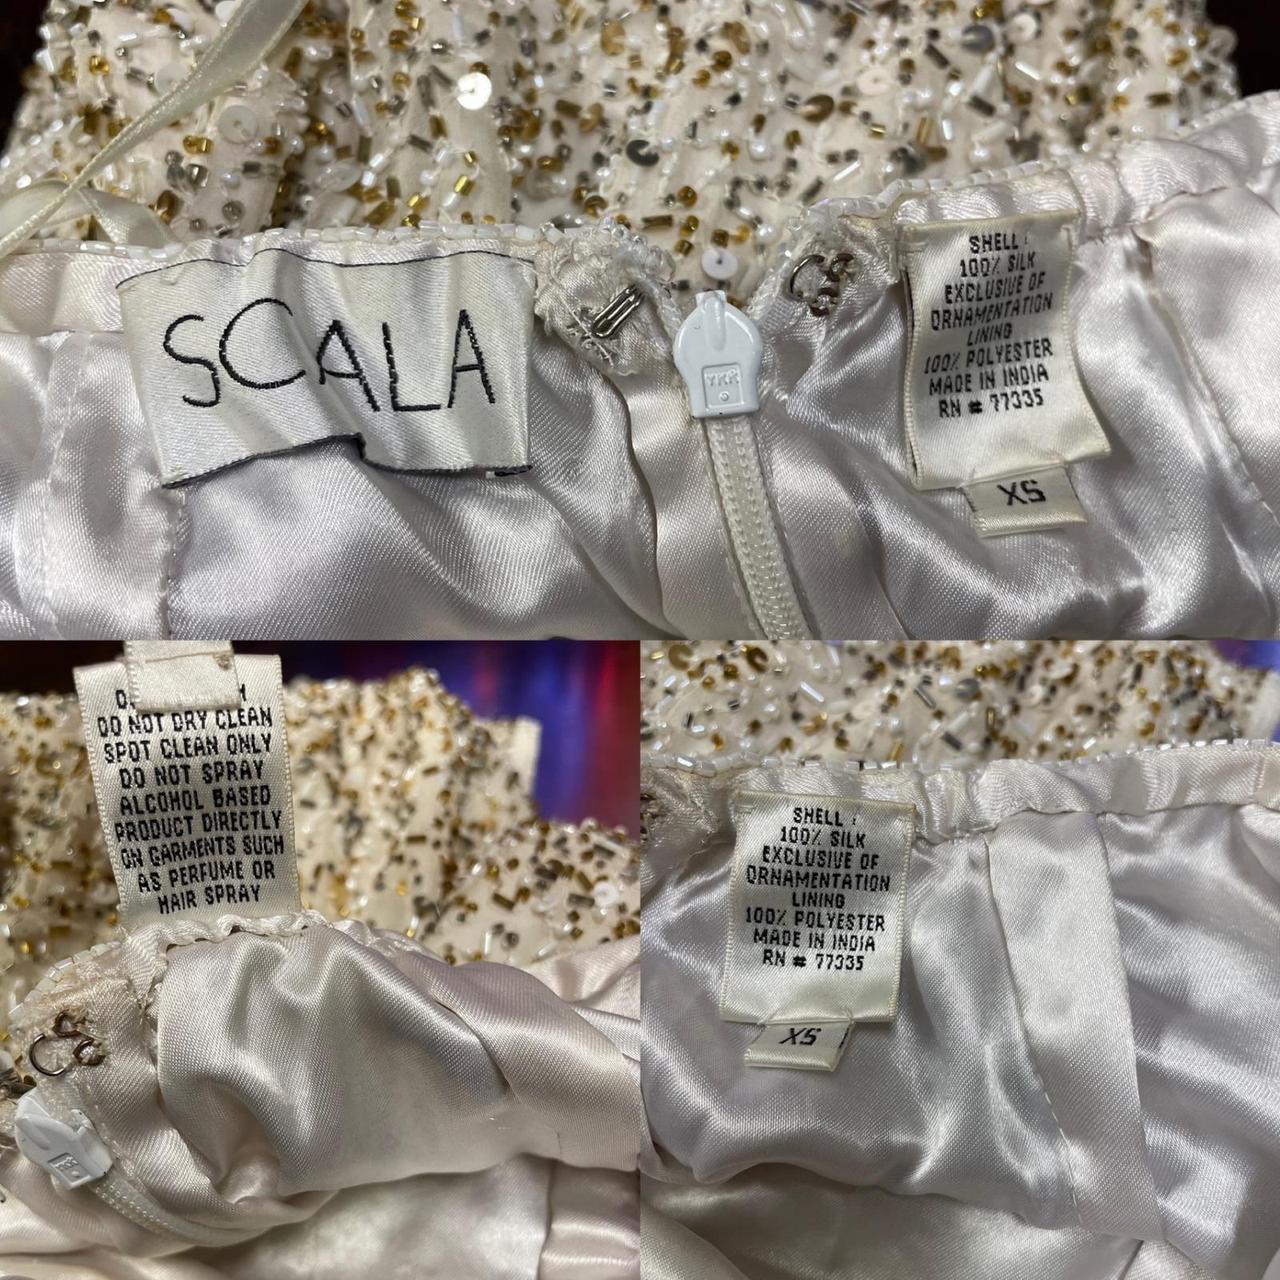 SCALA
YKK
SHELL:
100% SILK
EXCLUSIVE OF
ORNAMENTATION
LINING
100% POLYESTER
MADE IN INDIA
RN # 77335
XS
DO NOT DRY CLEAN
SPOT CLEAN ONLY
DO NOT SPRAY
ALCOHOL BASED
PRODUCT DIRECTLY
ON GARMENTS SUCH
AS PERFUME OR
HAIR SPRAY
SHELL:
100% SILK
EXCLUSIVE OF
ORNAMENTATION
LINING
100% POLYESTER
MADE IN INDIA
RN # 77335
XS